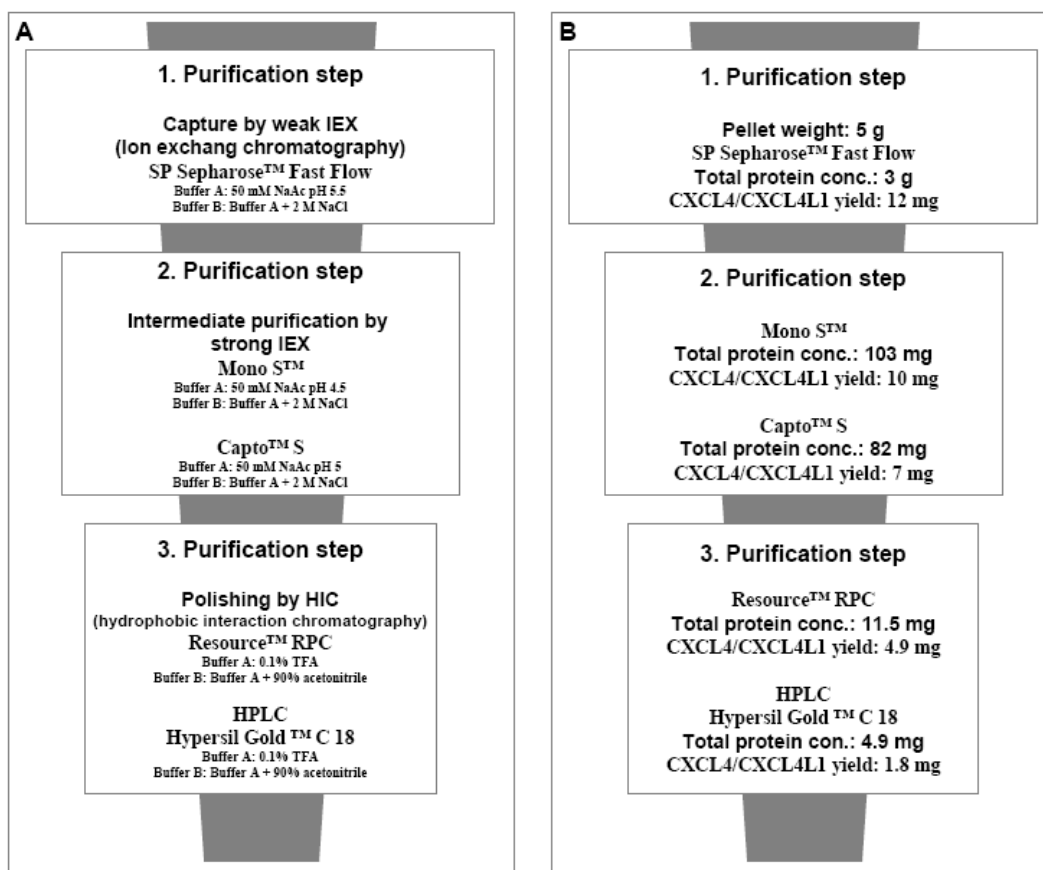 A
1. Purification step
Capture by weak IEX
(Ion exchang chromatography)
SP Sepharose™ Fast Flow
Buffer A: 50 mM NaAc pH 5.5
Buffer B: Buffer A + 2 M NaCl
2. Purification step
Intermediate purification by
strong IEX
Mono S™
Buffer A: 50 mM NaAc pH 4.5
Buffer B: Buffer A + 2 M NaCl
Capto™ S
Buffer A: 50 mM NaAc pH 5
Buffer B: Buffer A + 2 M NaCl
3. Purification step
Polishing by HIC
(hydrophobic interaction chromatography)
Resource™ RPC
Buffer A: 0.1% TFA
Buffer B: Buffer A + 90% acetonitrile
HPLC
Hypersil Gold ™ C 18
Buffer A: 0.1% TFA
Buffer B: Buffer A + 90% acetonitrile
B
1. Purification step
Pellet weight: 5 g
SP Sepharose™ Fast Flow
Total protein conc.: 3 g
CXCL4/CXCL4L1 yield: 12 mg
2. Purification step
Mono S™
Total protein conc.: 103 mg
CXCL4/CXCL4L1 yield: 10 mg
Capto™ S
Total protein conc.: 82 mg
CXCL4/CXCL4L1 yield: 7 mg
3. Purification step
Resource™ RPC
Total protein conc.: 11.5 mg
CXCL4/CXCL4L1 yield: 4.9 mg
HPLC
Hypersil Gold ™ C 18
Total protein con.: 4.9 mg
CXCL4/CXCL4L1 yield: 1.8 mg